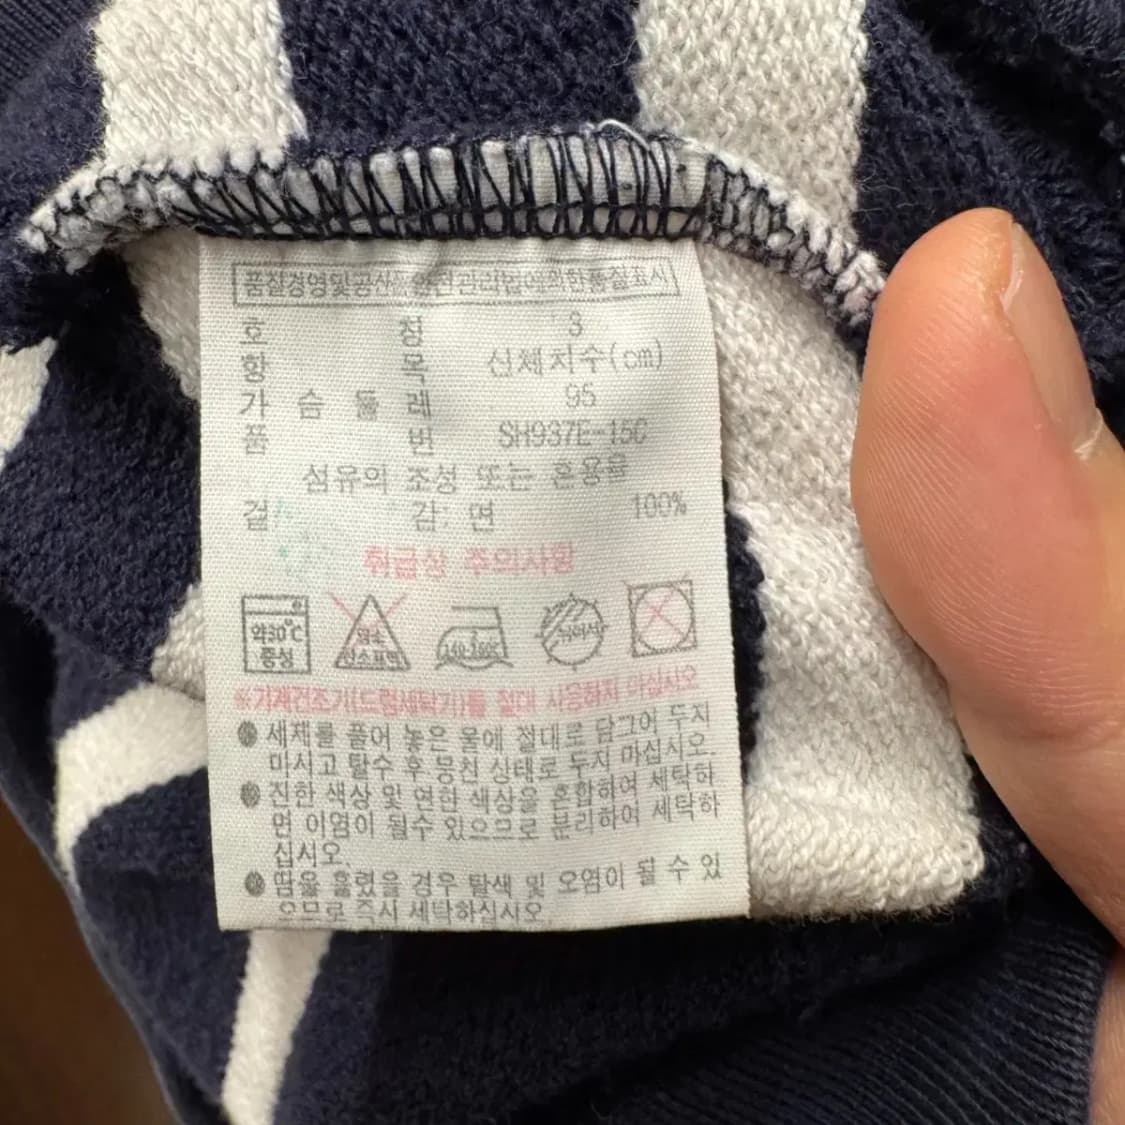 품질경영및공산품안전관리법에의한품질표시
호 칭 3
항 목 신체치수(cm)
가 슴 둘 레 95
품 번 SH937E-15C
섬유의 조성 또는 혼용율
겉 감: 면 100%
취급상 주의사항
약30℃
중성
염소
산소표백
140-160℃
뉘어서
※기계건조기(드럼세탁기)를 절대 사용하지 마십시오
● 세제를 풀어 놓은 물에 절대로 담그어 두지
마시고 탈수 후 뭉친 상태로 두지 마십시오.
● 진한 색상 및 연한 색상을 혼합하여 세탁하
면 이염이 될수 있으므로 분리하여 세탁하
십시오.
● 땀을 흘렸을 경우 탈색 및 오염이 될 수 있
으므로 즉시 세탁하십시오.